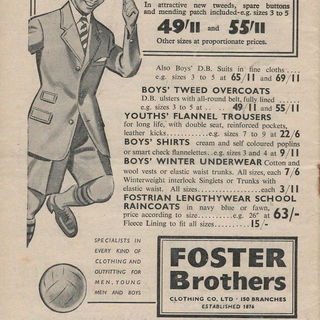 In attractive new tweeds, spare buttons
and mending patch included-e.g. sizes 3 to 5
49/11 and 55/11
Other sizes at proportionate prices.
Also Boys' D.B. Suits in fine cloths...
e.g. sizes 3 to 5 at 65/11 and 69/11
BOYS' TWEED OVERCOATS
D.B. ulsters with all-round belt, fully lined...
e.g. sizes 3 to 5 at.. 49/11 and 55/11
YOUTHS' FLANNEL TROUSERS
for long life, with double seat, reinforced pockets,
leather kicks............e.g. sizes 7 to 9 at 22/6
BOYS' SHIRTS cream and self coloured poplins
or smart check flannelettes,...e.g. sizes 3 and 4 at 9/11
BOYS' WINTER UNDERWEAR Cotton and
wool vests or elastic waist trunks. All sizes, each 7/6
Winterweight interlock Singlets or Trunks with
elastic waist. All sizes..................each 3/11
FOSTRIAN LENGTHYWEAR SCHOOL
RAINCOATS in navy blue or fawn,
price according to size........e.g. 26" at 63/-
Fleece Lining to fit all sizes.........15/-
SPECIALISTS IN
EVERY KIND OF
CLOTHING AND
OUTFITTING FOR
MEN, YOUNG
MEN AND BOYS
FOSTER
Brothers
CLOTHING CO. LTD · 150 BRANCHES
ESTABLISHED 1876